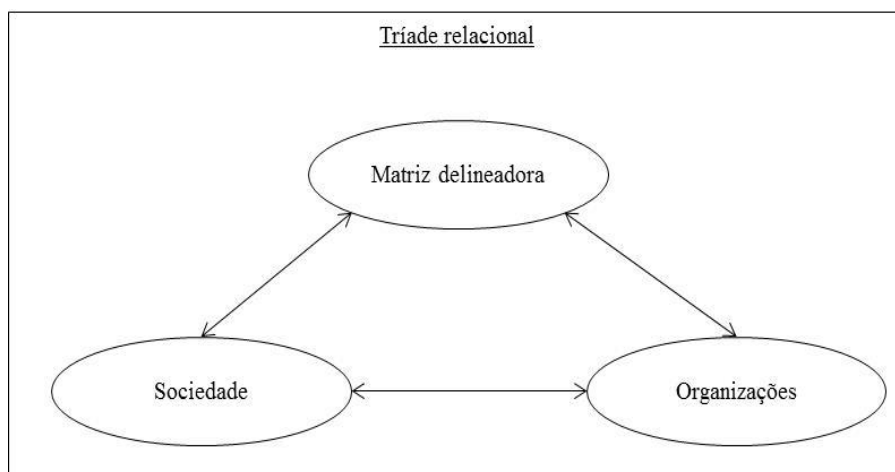 Tríade relacional
Matriz delineadora
Sociedade
Organizações